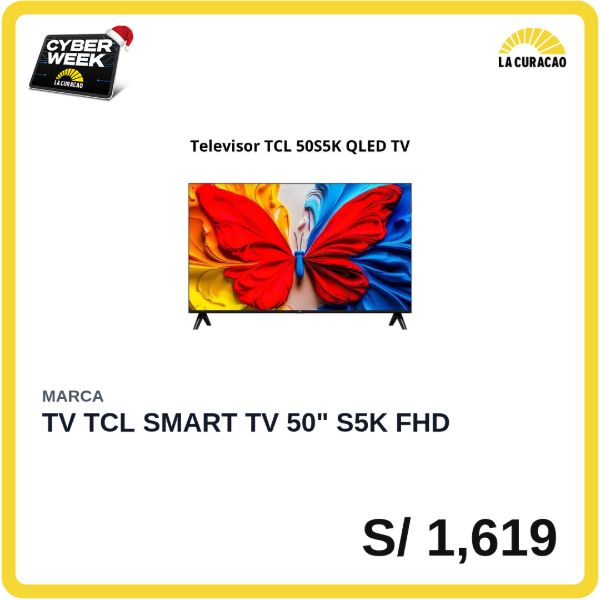 CYBER
WEEK
LA CURACAO
LA CURACAO
Televisor TCL 50S5K QLED TV
MARCA
TV TCL SMART TV 50" S5K FHD
S/ 1,619